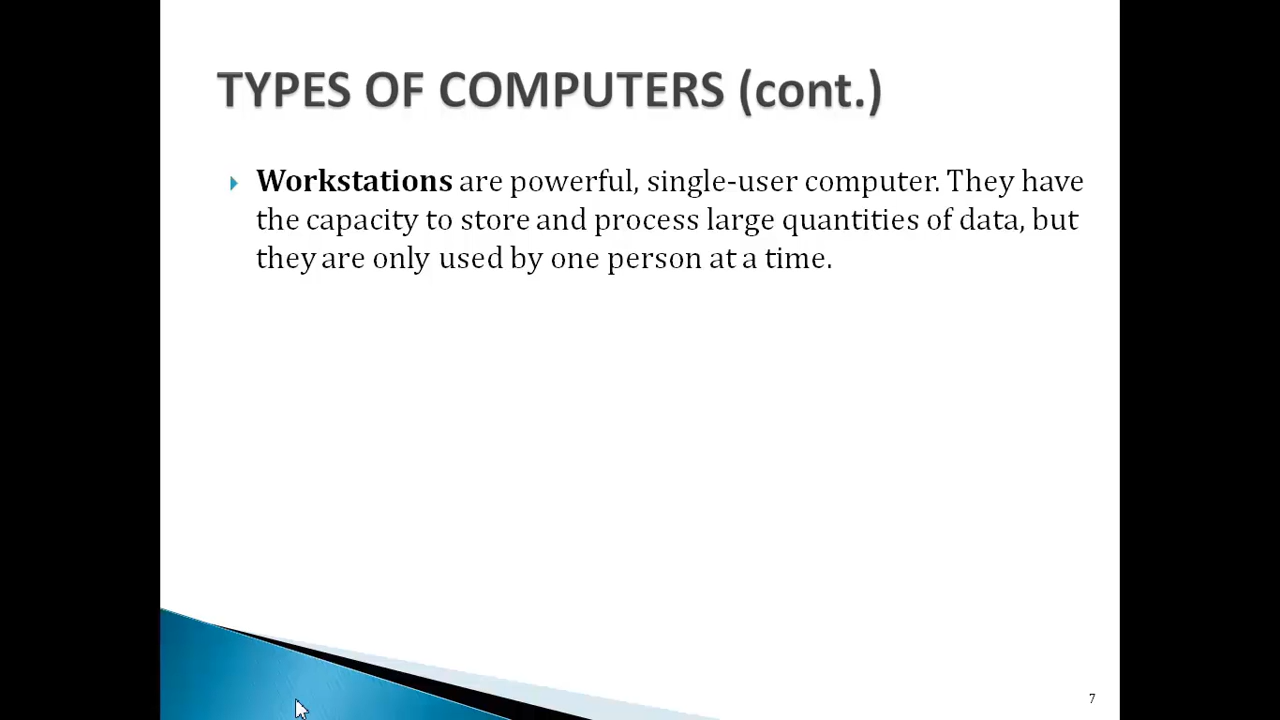 TYPES OF COMPUTERS (cont.)
Workstations are powerful, single-user computer. They have
the capacity to store and process large quantities of data, but
they are only used by one person at a time.
7